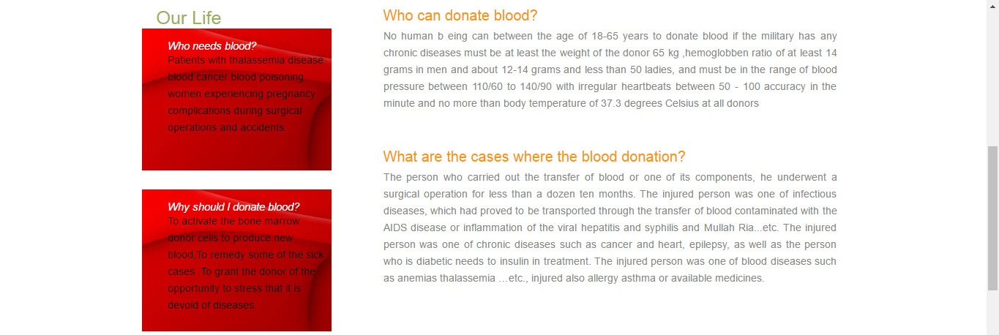 Our Life
Who needs blood?
Patients with thalassemia disease
blood cancer blood poisoning
women experiencing pregnancy
complications during surgical
operations and accidents.
Why should I donate blood?
To activate the bone marrow
donor cells to produce new
blood,To remedy some of the sick
cases .To grant the donor of the
opportunity to stress that it is
devoid of diseases
Who can donate blood?
No human b eing can between the age of 18-65 years to donate blood if the military has any
chronic diseases must be at least the weight of the donor 65 kg ,hemoglobben ratio of at least 14
grams in men and about 12-14 grams and less than 50 ladies, and must be in the range of blood
pressure between 110/60 to 140/90 with irregular heartbeats between 50 - 100 accuracy in the
minute and no more than body temperature of 37.3 degrees Celsius at all donors
What are the cases where the blood donation?
The person who carried out the transfer of blood or one of its components, he underwent a
surgical operation for less than a dozen ten months. The injured person was one of infectious
diseases, which had proved to be transported through the transfer of blood contaminated with the
AIDS disease or inflammation of the viral hepatitis and syphilis and Mullah Ria...etc. The injured
person was one of chronic diseases such as cancer and heart, epilepsy, as well as the person
who is diabetic needs to insulin in treatment. The injured person was one of blood diseases such
as anemias thalassemia ...etc., injured also allergy asthma or available medicines.